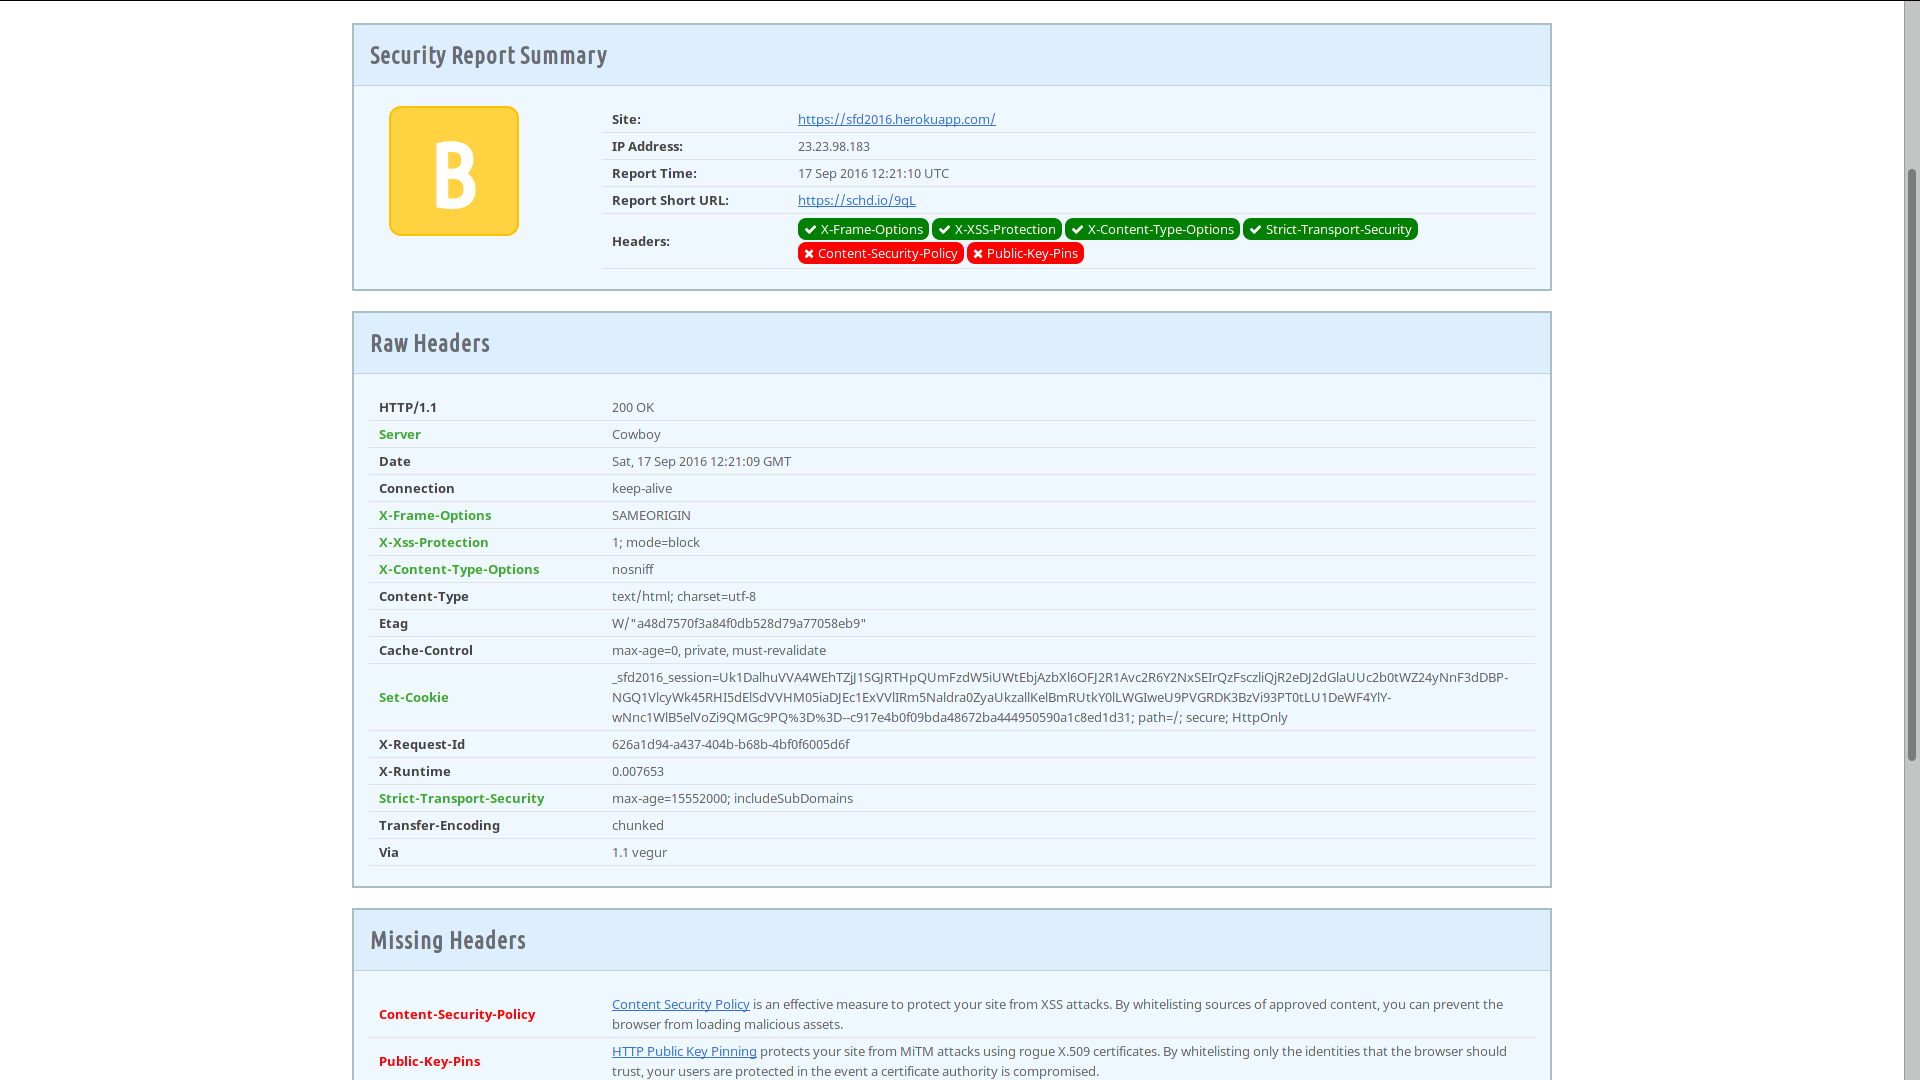 Security Report Summary
B
Site: https://sfd2016.herokuapp.com/
IP Address: 23.23.98.183
Report Time: 17 Sep 2016 12:21:10 UTC
Report Short URL: https://schd.io/9qL
Headers: X-Frame-Options X-XSS-Protection X-Content-Type-Options Strict-Transport-Security
Content-Security-Policy Public-Key-Pins
Raw Headers
HTTP/1.1 200 OK
Server Cowboy
Date Sat, 17 Sep 2016 12:21:09 GMT
Connection keep-alive
X-Frame-Options SAMEORIGIN
X-Xss-Protection 1; mode=block
X-Content-Type-Options nosniff
Content-Type text/html; charset=utf-8
Etag W/"a48d7570f3a84f0db528d79a77058eb9"
Cache-Control max-age=0, private, must-revalidate
Set-Cookie _sfd2016_session=Uk1DalhuVVA4WEhTZjJ1SGJRTHpQUmFzdW5iUWtEbjAzbXl6OFJ2R1Avc2R6Y2NxSEIrQzFsczliQjR2eDJ2dGlaUUc2b0tWZ24yNnF3dDBP-
NGQ1VlcyWk45RHI5dElSdVVHM05iaDJEc1ExVVlIRm5Naldra0ZyaUkzallKelBmRUtkY0lLWGIweU9PVGRDK3BzVi93PT0tLU1DeWF4YlY-
wNnc1WlB5elVoZi9QMGc9PQ%3D%3D--c917e4b0f09bda48672ba444950590a1c8ed1d31; path=/; secure; HttpOnly
X-Request-Id 626a1d94-a437-404b-b68b-4bf0f6005d6f
X-Runtime 0.007653
Strict-Transport-Security max-age=15552000; includeSubDomains
Transfer-Encoding chunked
Via 1.1 vegur
Missing Headers
Content-Security-Policy Content Security Policy is an effective measure to protect your site from XSS attacks. By whitelisting sources of approved content, you can prevent the
browser from loading malicious assets.
Public-Key-Pins HTTP Public Key Pinning protects your site from MiTM attacks using rogue X.509 certificates. By whitelisting only the identities that the browser should
trust, your users are protected in the event a certificate authority is compromised.